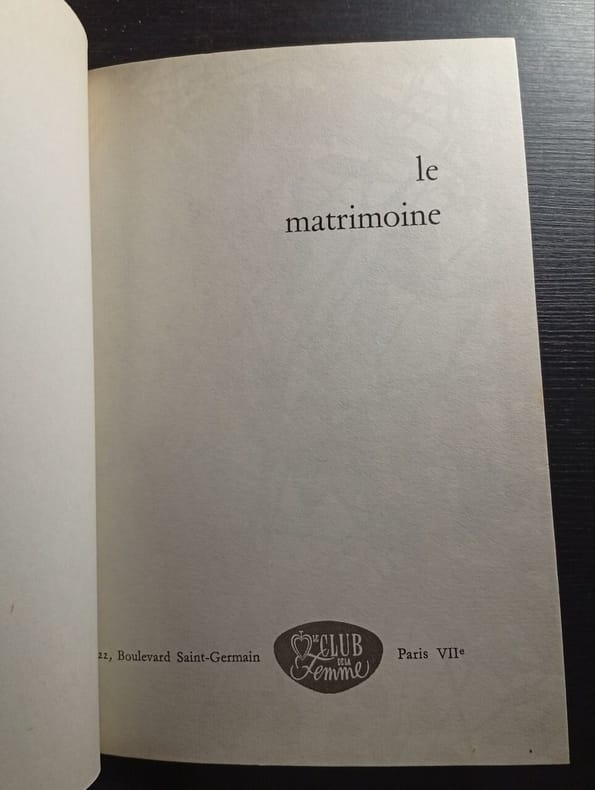 le
matrimoine
22, Boulevard Saint-Germain
LE CLUB
DE LA
Femme
Paris VIIe